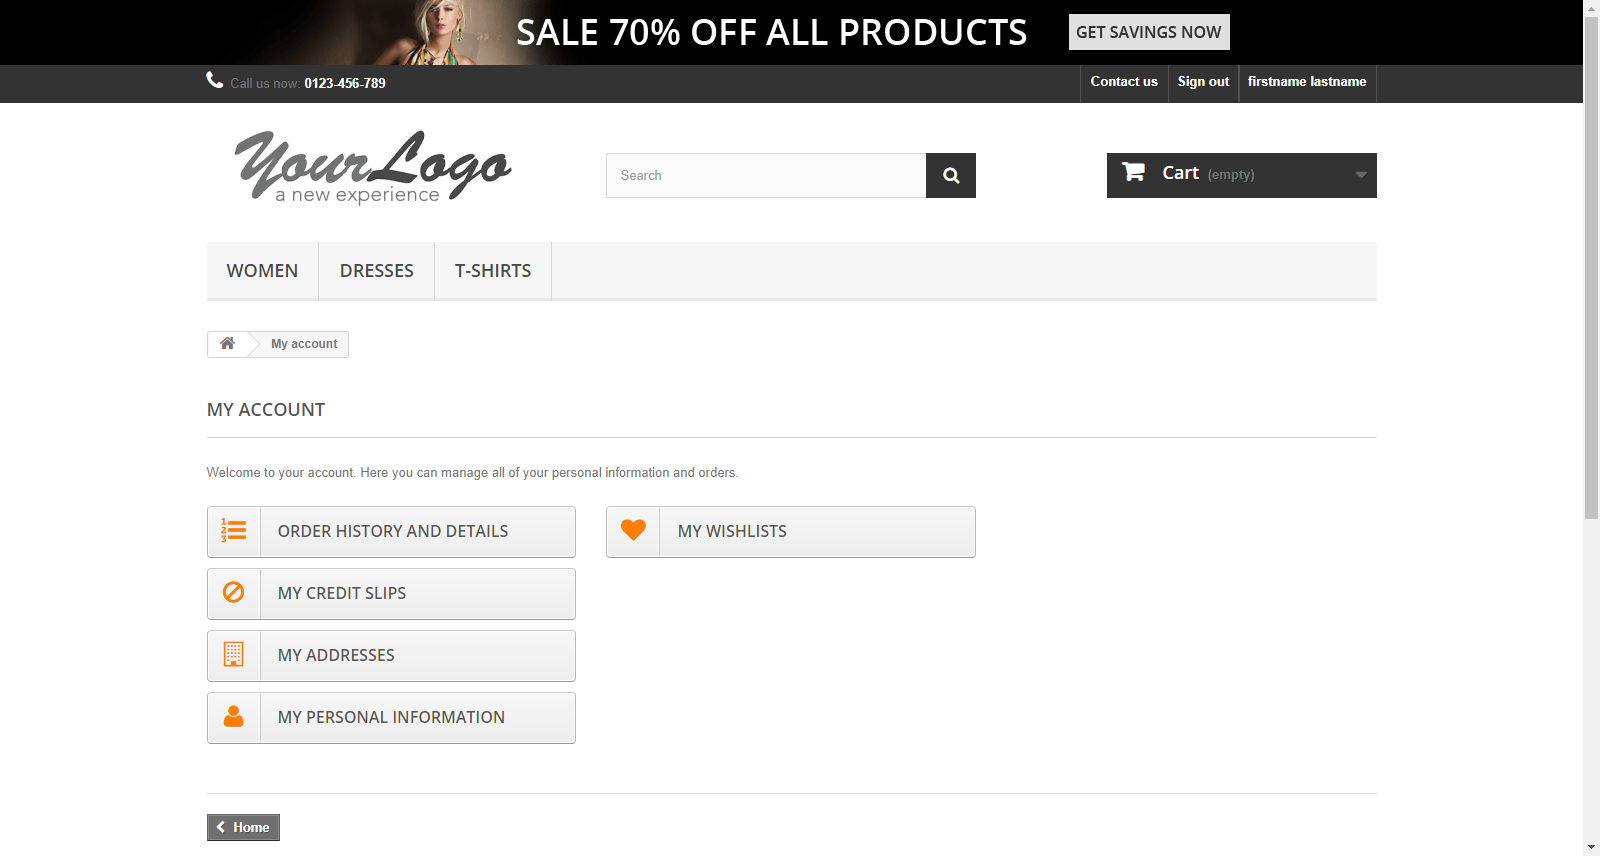 SALE 70% OFF ALL PRODUCTS GET SAVINGS NOW
Call us now: 0123-456-789 Contact us Sign out firstname lastname
YourLogo
a new experience
Search
Cart (empty)
WOMEN DRESSES T-SHIRTS
My account
MY ACCOUNT
Welcome to your account. Here you can manage all of your personal information and orders.
ORDER HISTORY AND DETAILS
MY WISHLISTS
MY CREDIT SLIPS
MY ADDRESSES
MY PERSONAL INFORMATION
Home